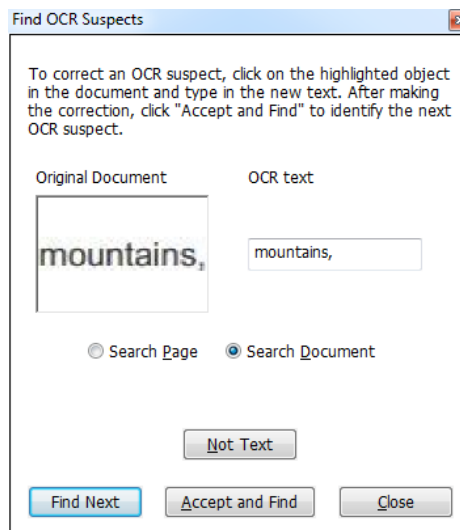 Find OCR Suspects
To correct an OCR suspect, click on the highlighted object
in the document and type in the new text. After making
the correction, click "Accept and Find" to identify the next
OCR suspect.
Original Document OCR text
mountains, mountains,
Search Page Search Document
Not Text
Find Next Accept and Find Close